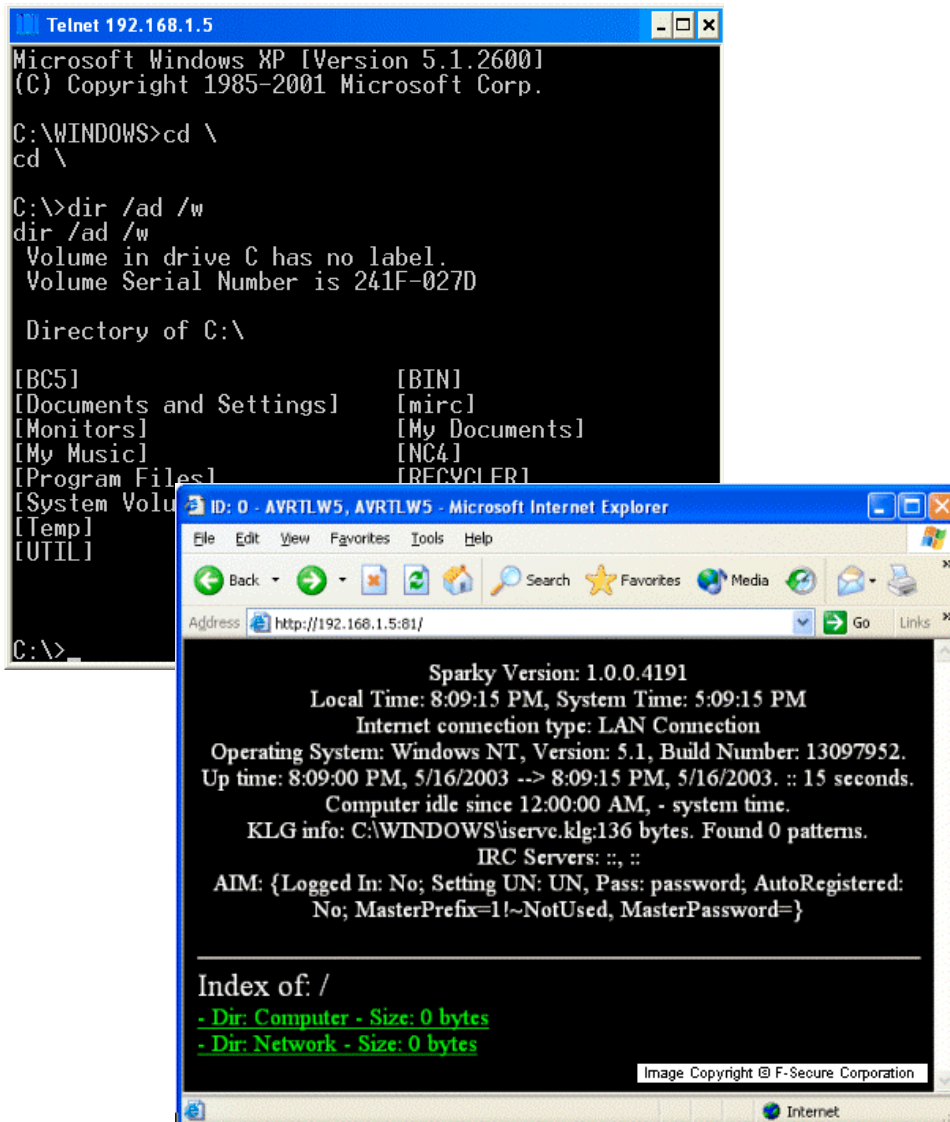 Telnet 192.168.1.5
Microsoft Windows XP [Version 5.1.2600]
(C) Copyright 1985-2001 Microsoft Corp.
C:\WINDOWS>cd \
cd \
C:\>dir /ad /w
dir /ad /w
Volume in drive C has no label.
Volume Serial Number is 241F-027D
Directory of C:\
[BC5] [BIN]
[Documents and Settings] [mirc]
[Monitors] [My Documents]
[My Music] [NC4]
[Program Files] [RECYCLER]
[System Volu
[Temp]
[UTIL]
C:\>_
ID: 0 - AVRTLW5, AVRTLW5 - Microsoft Internet Explorer
File Edit View Favorites Tools Help
Back Search Favorites Media
Address http://192.168.1.5:81/ Go Links
Sparky Version: 1.0.0.4191
Local Time: 8:09:15 PM, System Time: 5:09:15 PM
Internet connection type: LAN Connection
Operating System: Windows NT, Version: 5.1, Build Number: 13097952.
Up time: 8:09:00 PM, 5/16/2003 --> 8:09:15 PM, 5/16/2003. :: 15 seconds.
Computer idle since 12:00:00 AM, - system time.
KLG info: C:\WINDOWS\iservc.klg:136 bytes. Found 0 patterns.
IRC Servers: ::, ::
AIM: {Logged In: No; Setting UN: UN, Pass: password; AutoRegistered:
No; MasterPrefix=1!~NotUsed, MasterPassword=}
Index of: /
- Dir: Computer - Size: 0 bytes
- Dir: Network - Size: 0 bytes
Image Copyright © F-Secure Corporation
Internet